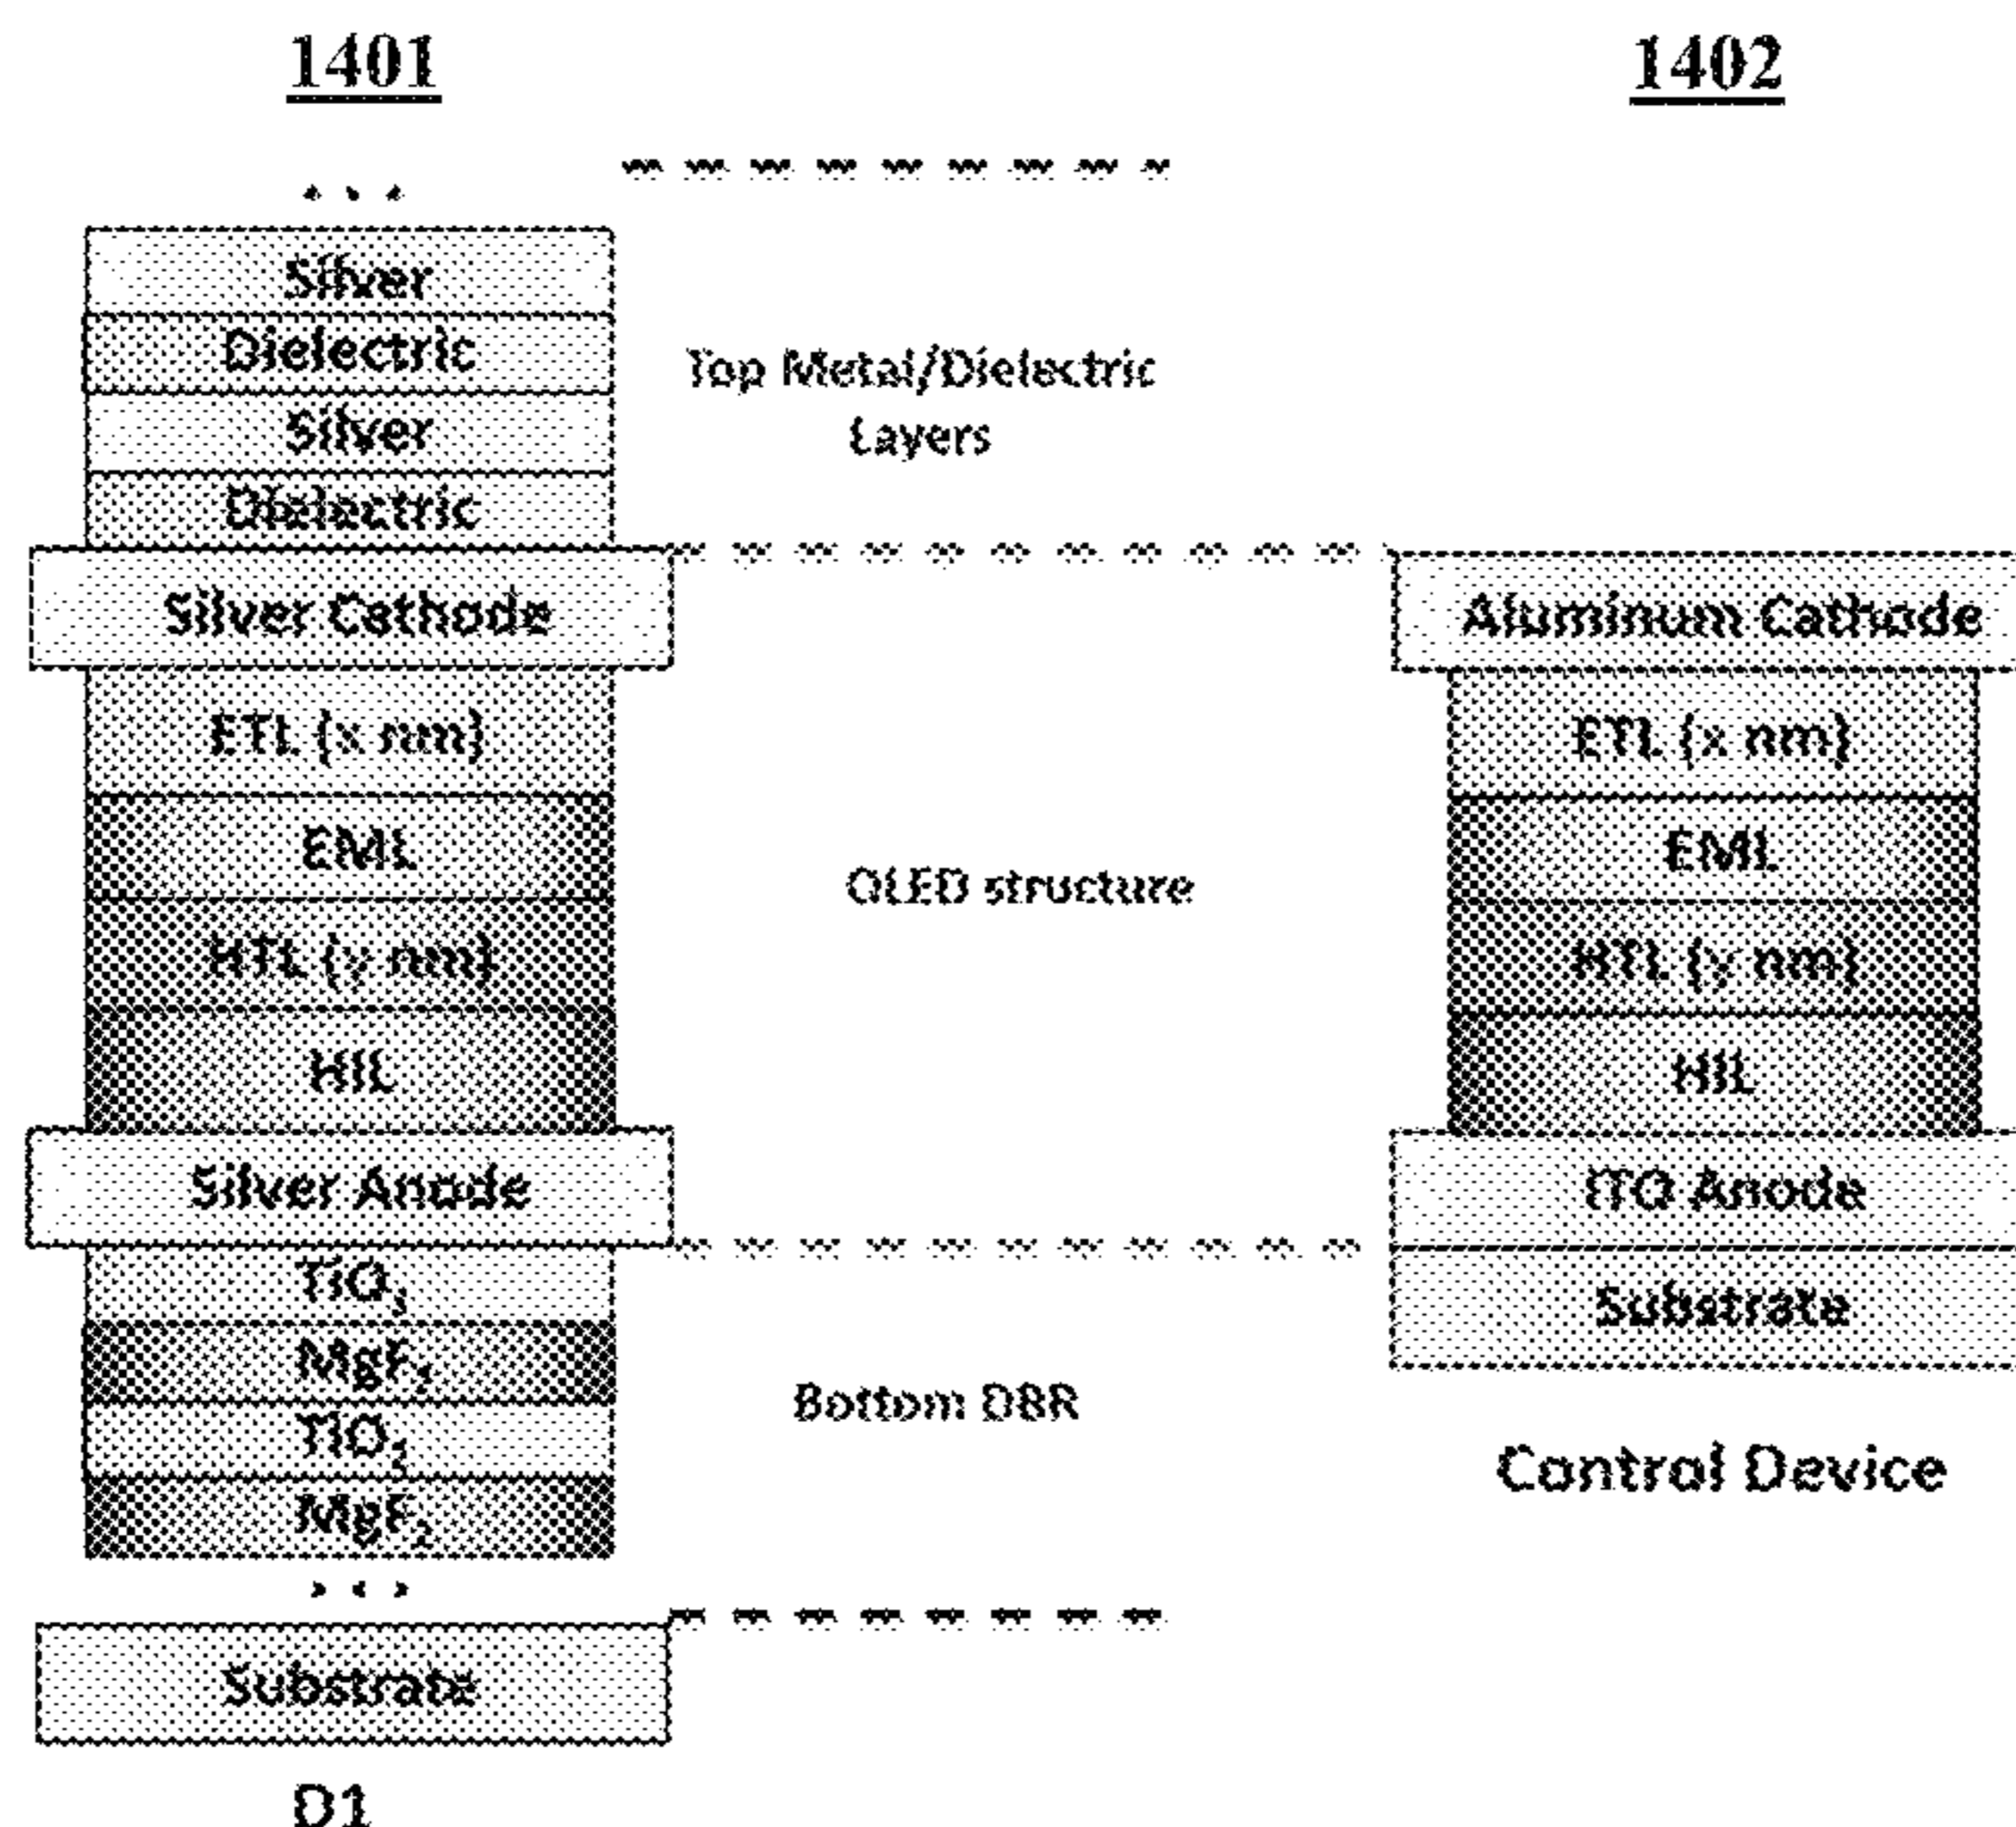 1401
1402
...
Silver
Dielectric
Silver
Dielectric
Silver Cathode
ETL (x nm)
EML
HTL (y nm)
HIL
Silver Anode
TiO₂
MgF₂
TiO₂
MgF₂
...
Substrate
D1
Top Metal/Dielectric
Layers
OLED structure
Bottom DBR
Aluminum Cathode
ETL (x nm)
EML
HTL (y nm)
HIL
ITO Anode
Substrate
Control Device